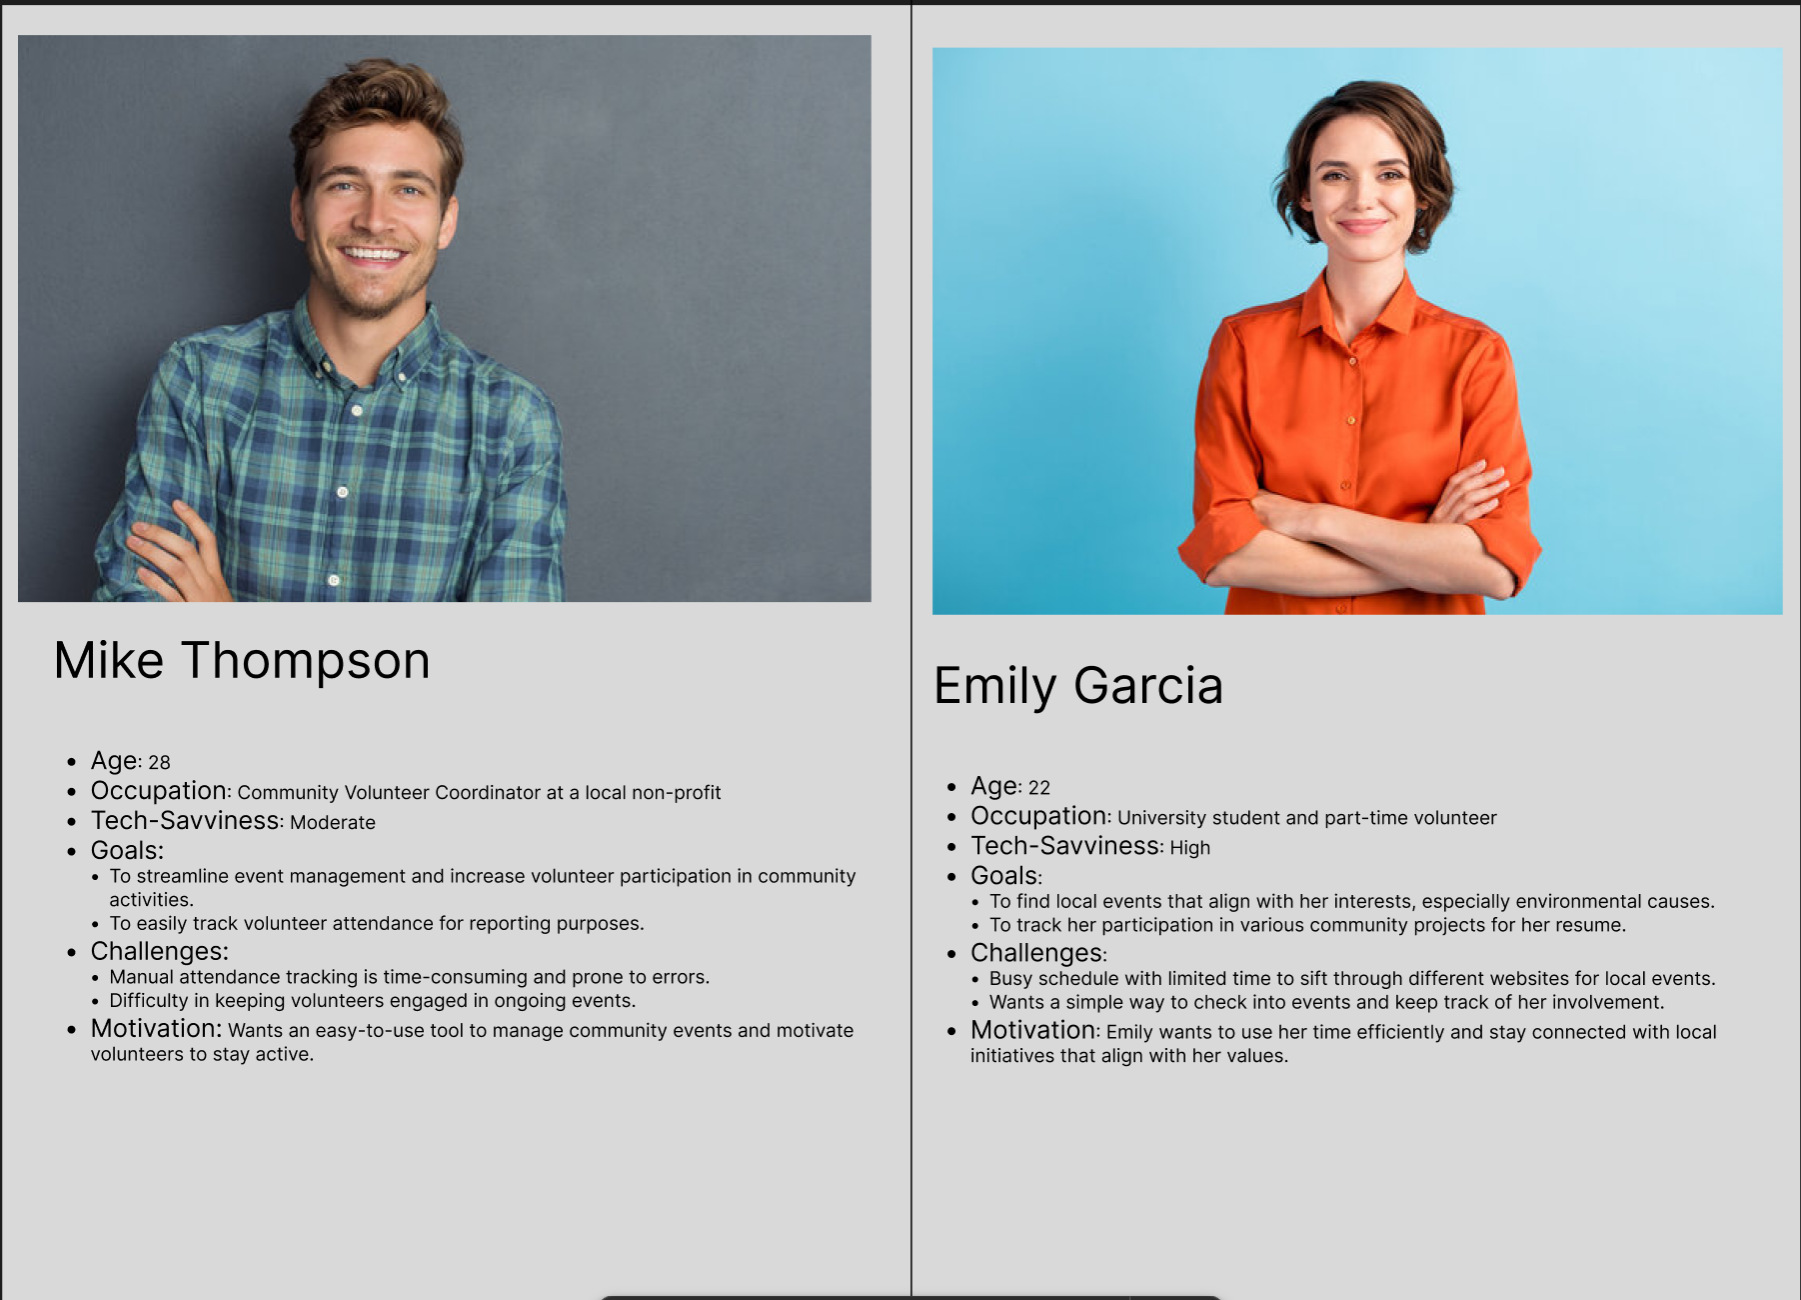 Mike Thompson
Age: 28
Occupation: Community Volunteer Coordinator at a local non-profit
Tech-Savviness: Moderate
Goals:
To streamline event management and increase volunteer participation in community
activities.
To easily track volunteer attendance for reporting purposes.
Challenges:
Manual attendance tracking is time-consuming and prone to errors.
Difficulty in keeping volunteers engaged in ongoing events.
Motivation: Wants an easy-to-use tool to manage community events and motivate
volunteers to stay active.
Emily Garcia
Age: 22
Occupation: University student and part-time volunteer
Tech-Savviness: High
Goals:
To find local events that align with her interests, especially environmental causes.
To track her participation in various community projects for her resume.
Challenges:
Busy schedule with limited time to sift through different websites for local events.
Wants a simple way to check into events and keep track of her involvement.
Motivation: Emily wants to use her time efficiently and stay connected with local
initiatives that align with her values.